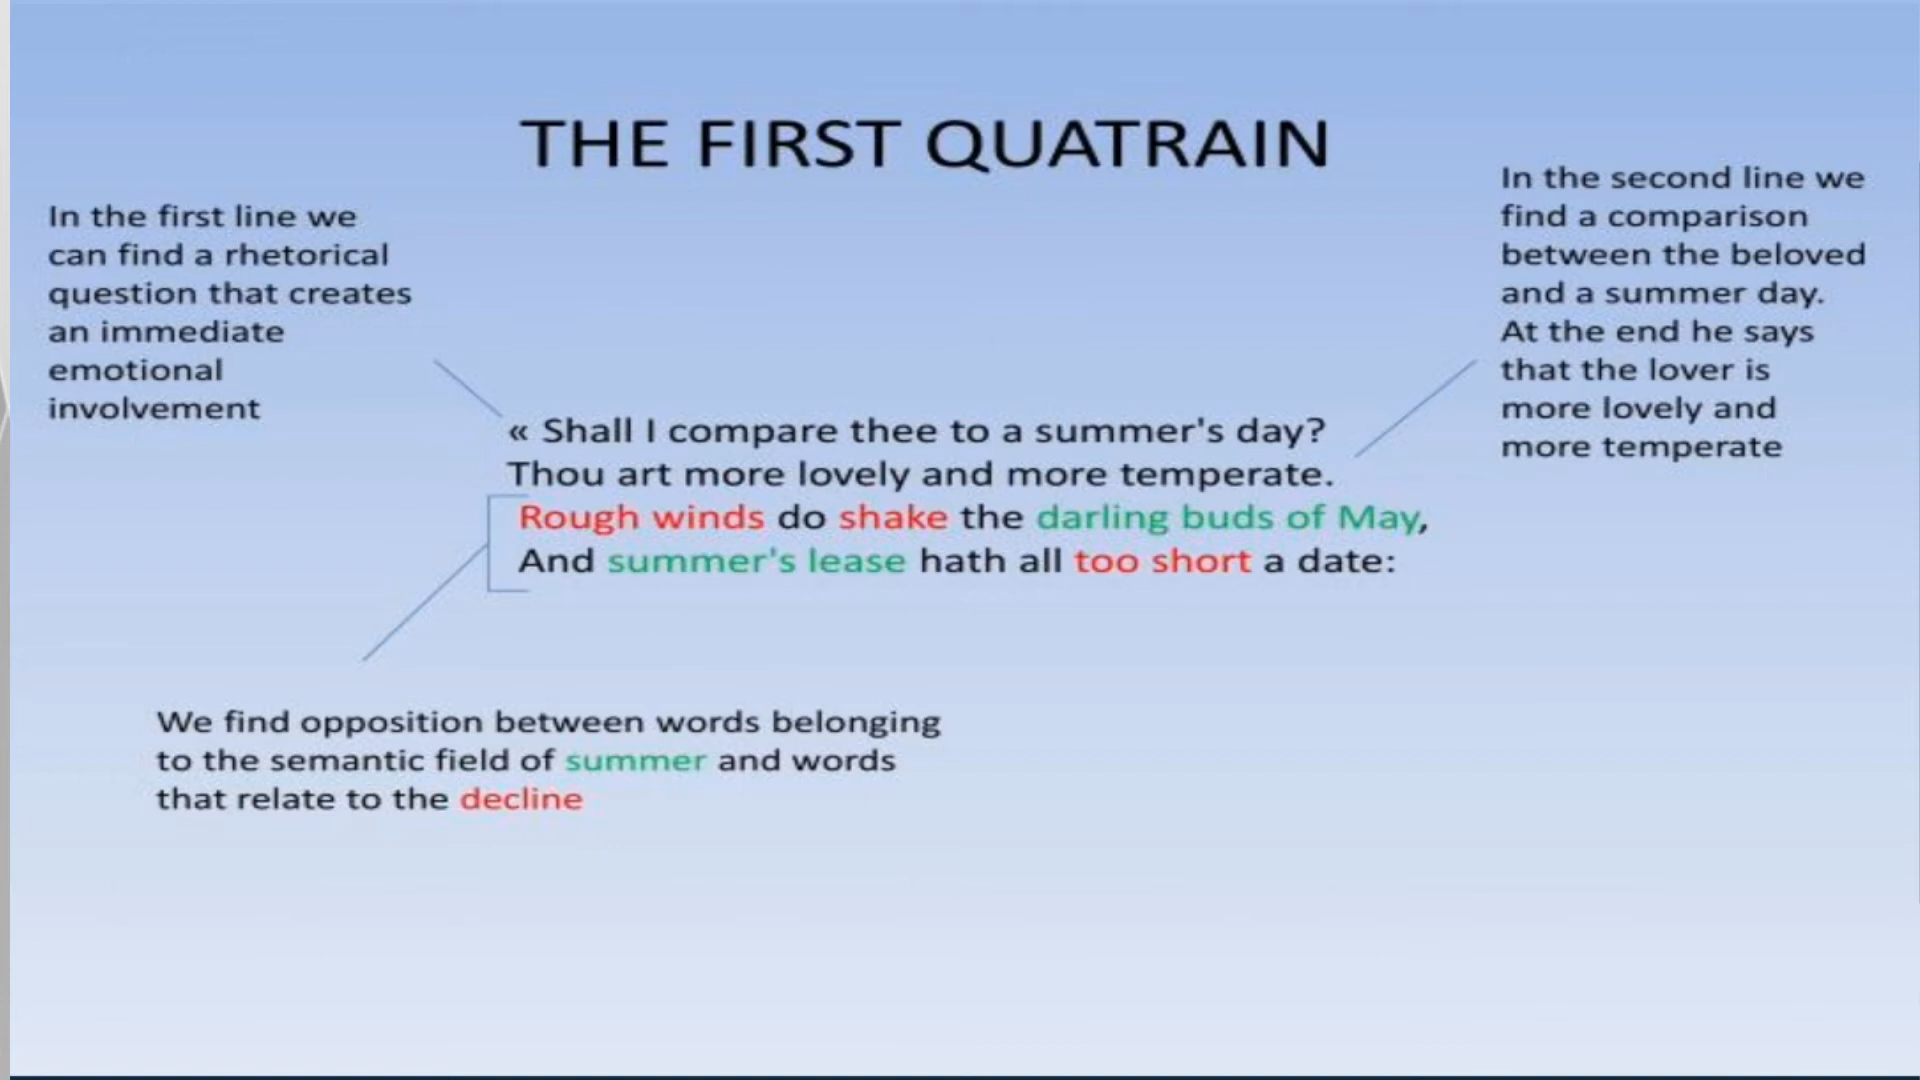 THE FIRST QUATRAIN
In the first line we
can find a rhetorical
question that creates
an immediate
emotional
involvement
In the second line we
find a comparison
between the beloved
and a summer day.
At the end he says
that the lover is
more lovely and
more temperate
« Shall I compare thee to a summer's day?
Thou art more lovely and more temperate.
Rough winds do shake the darling buds of May,
And summer's lease hath all too short a date:
We find opposition between words belonging
to the semantic field of summer and words
that relate to the decline